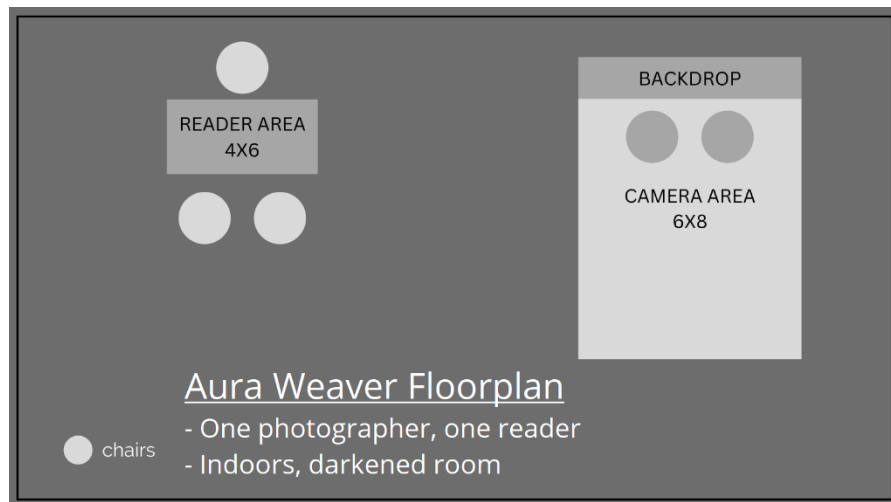 READER AREA
4X6
BACKDROP
CAMERA AREA
6X8
Aura Weaver Floorplan
- One photographer, one reader
- Indoors, darkened room
chairs